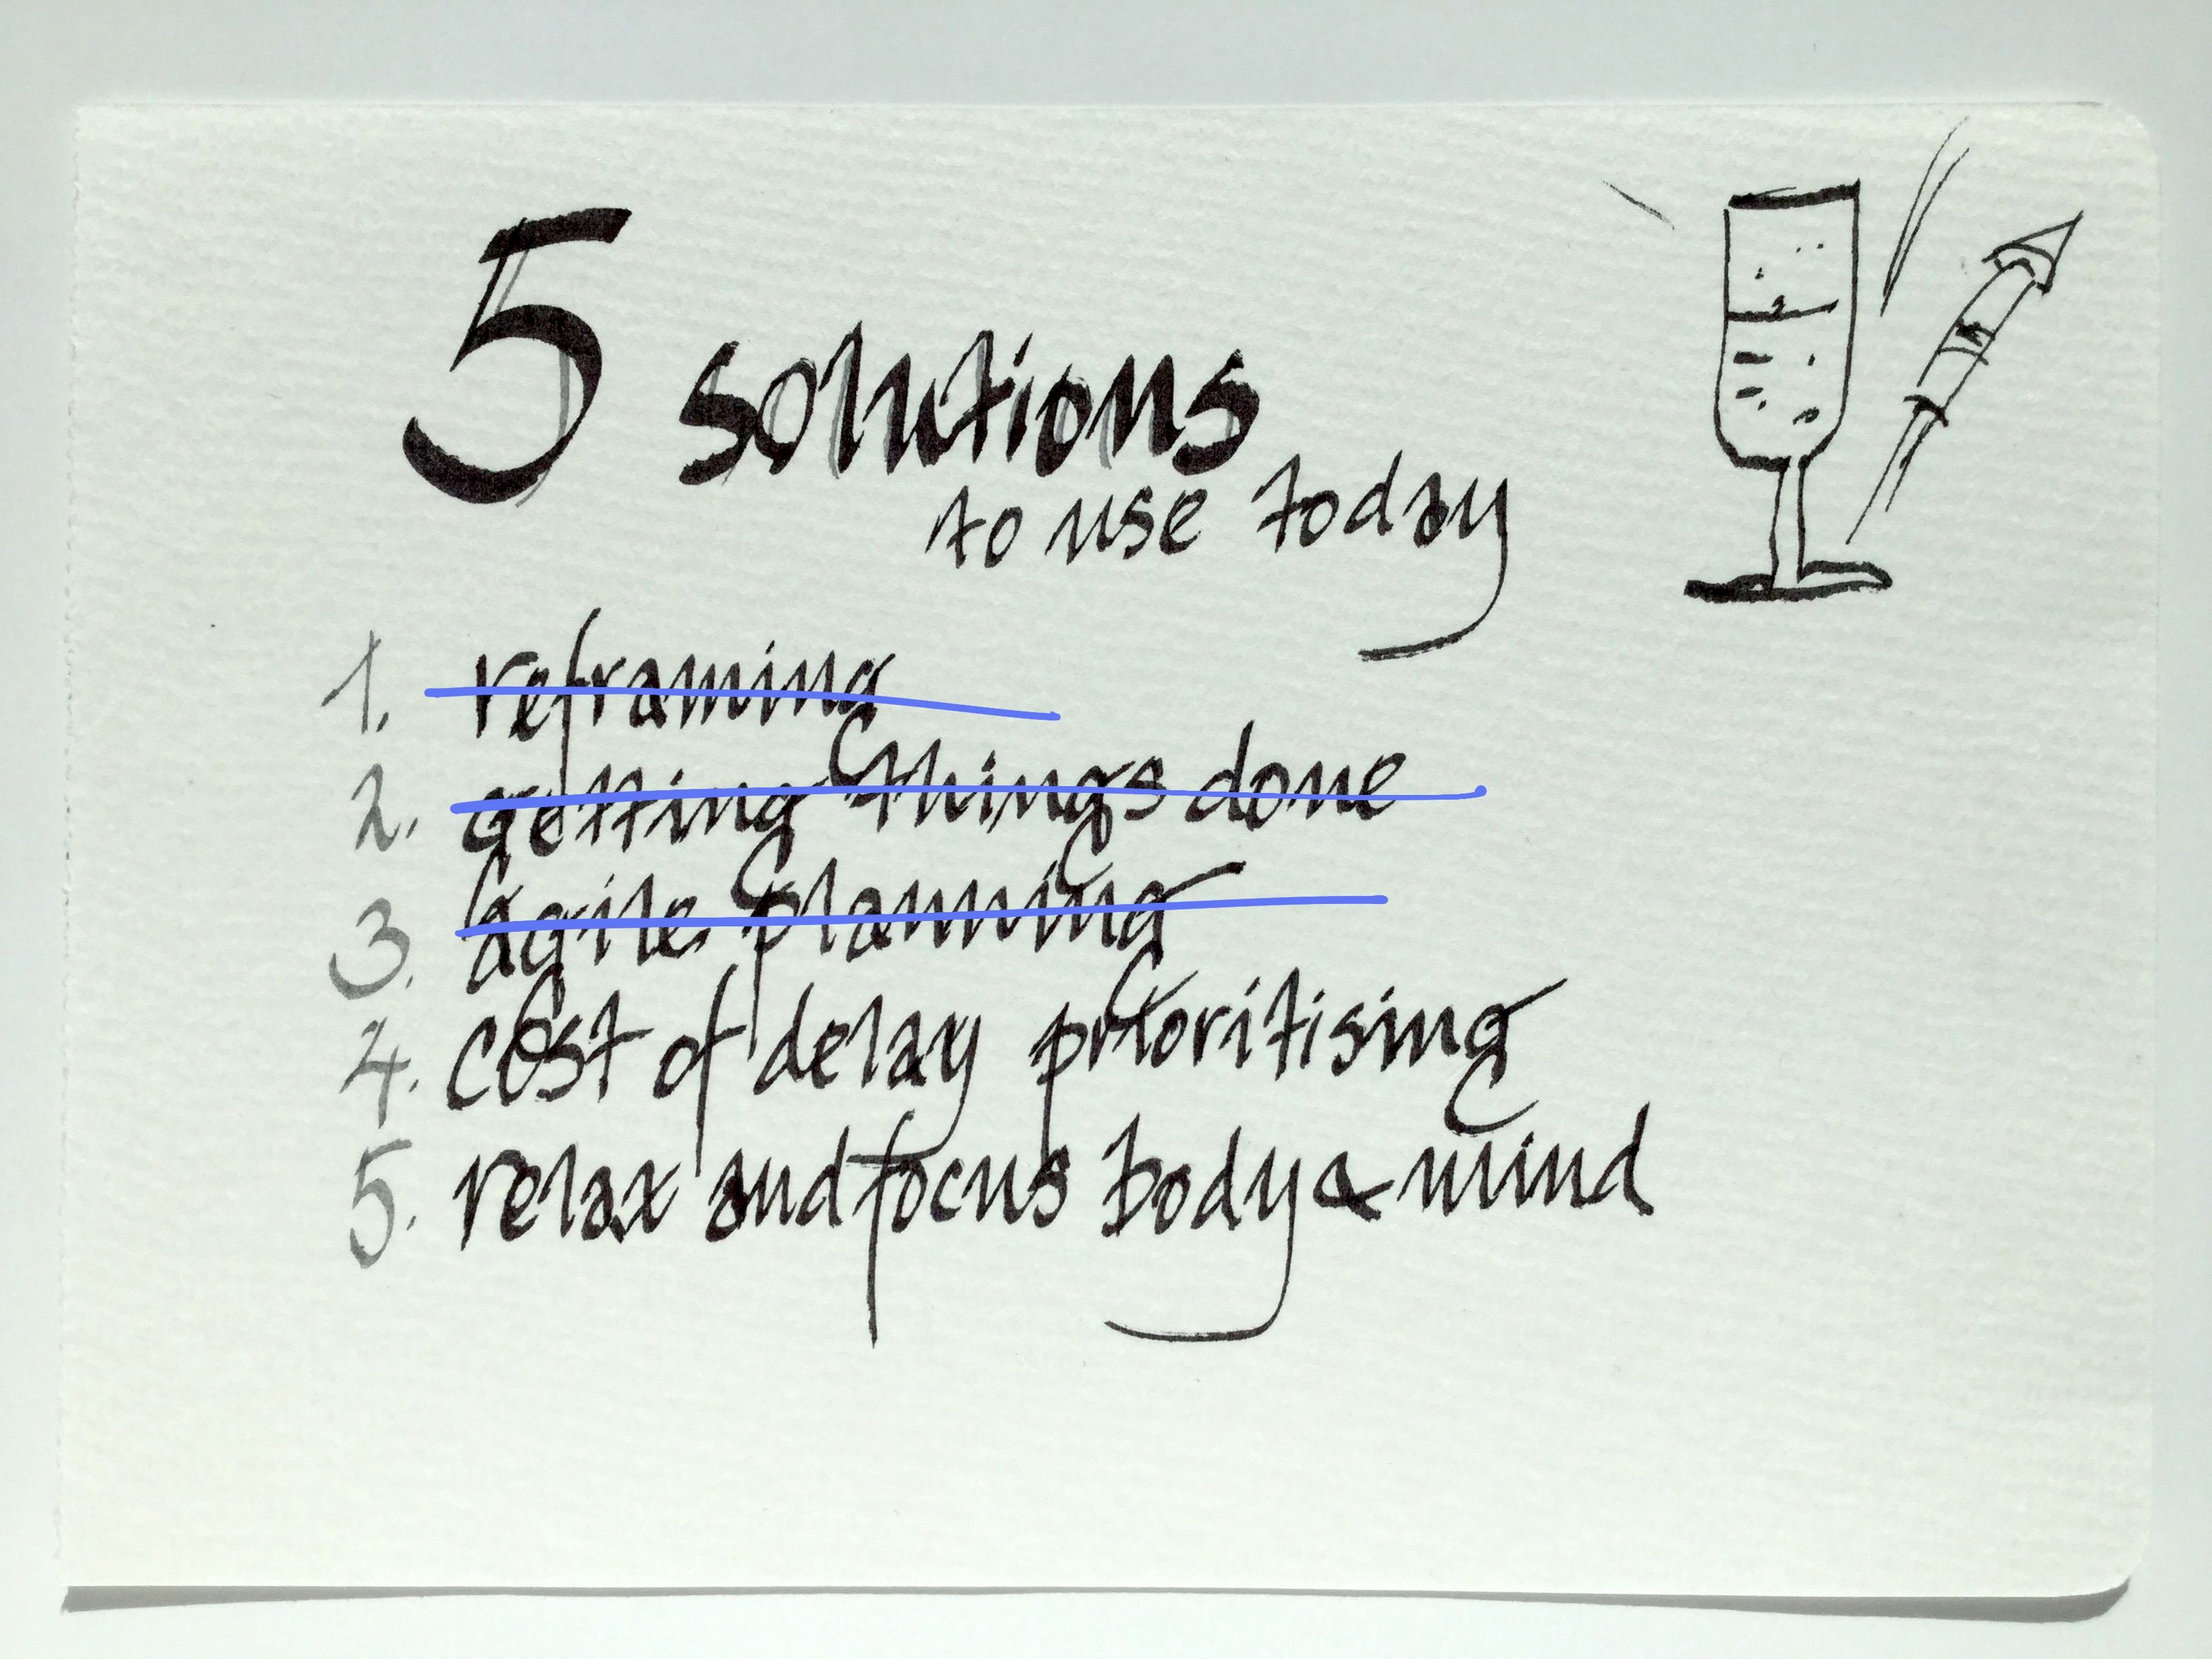 5 solutions
to use today
1. reframing
2. getting things done
3. agile planning
4. cost of delay prioritising
5. relax and focus body & mind